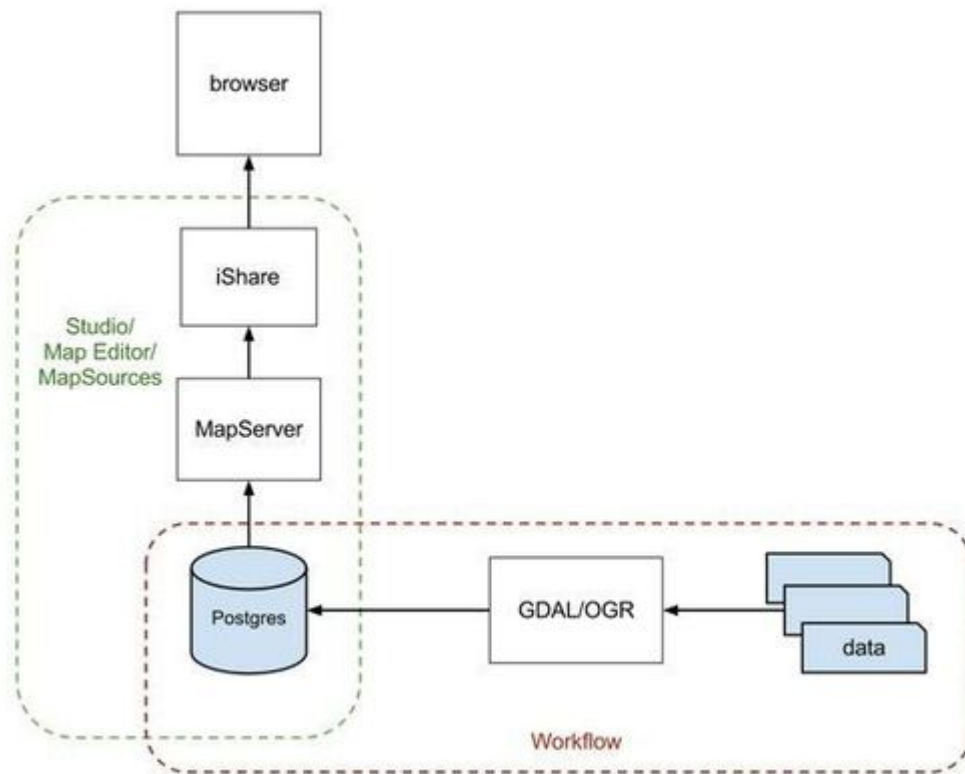 browser
iShare
Studio/
Map Editor/
MapSources
MapServer
Postgres
GDAL/OGR
data
Workflow